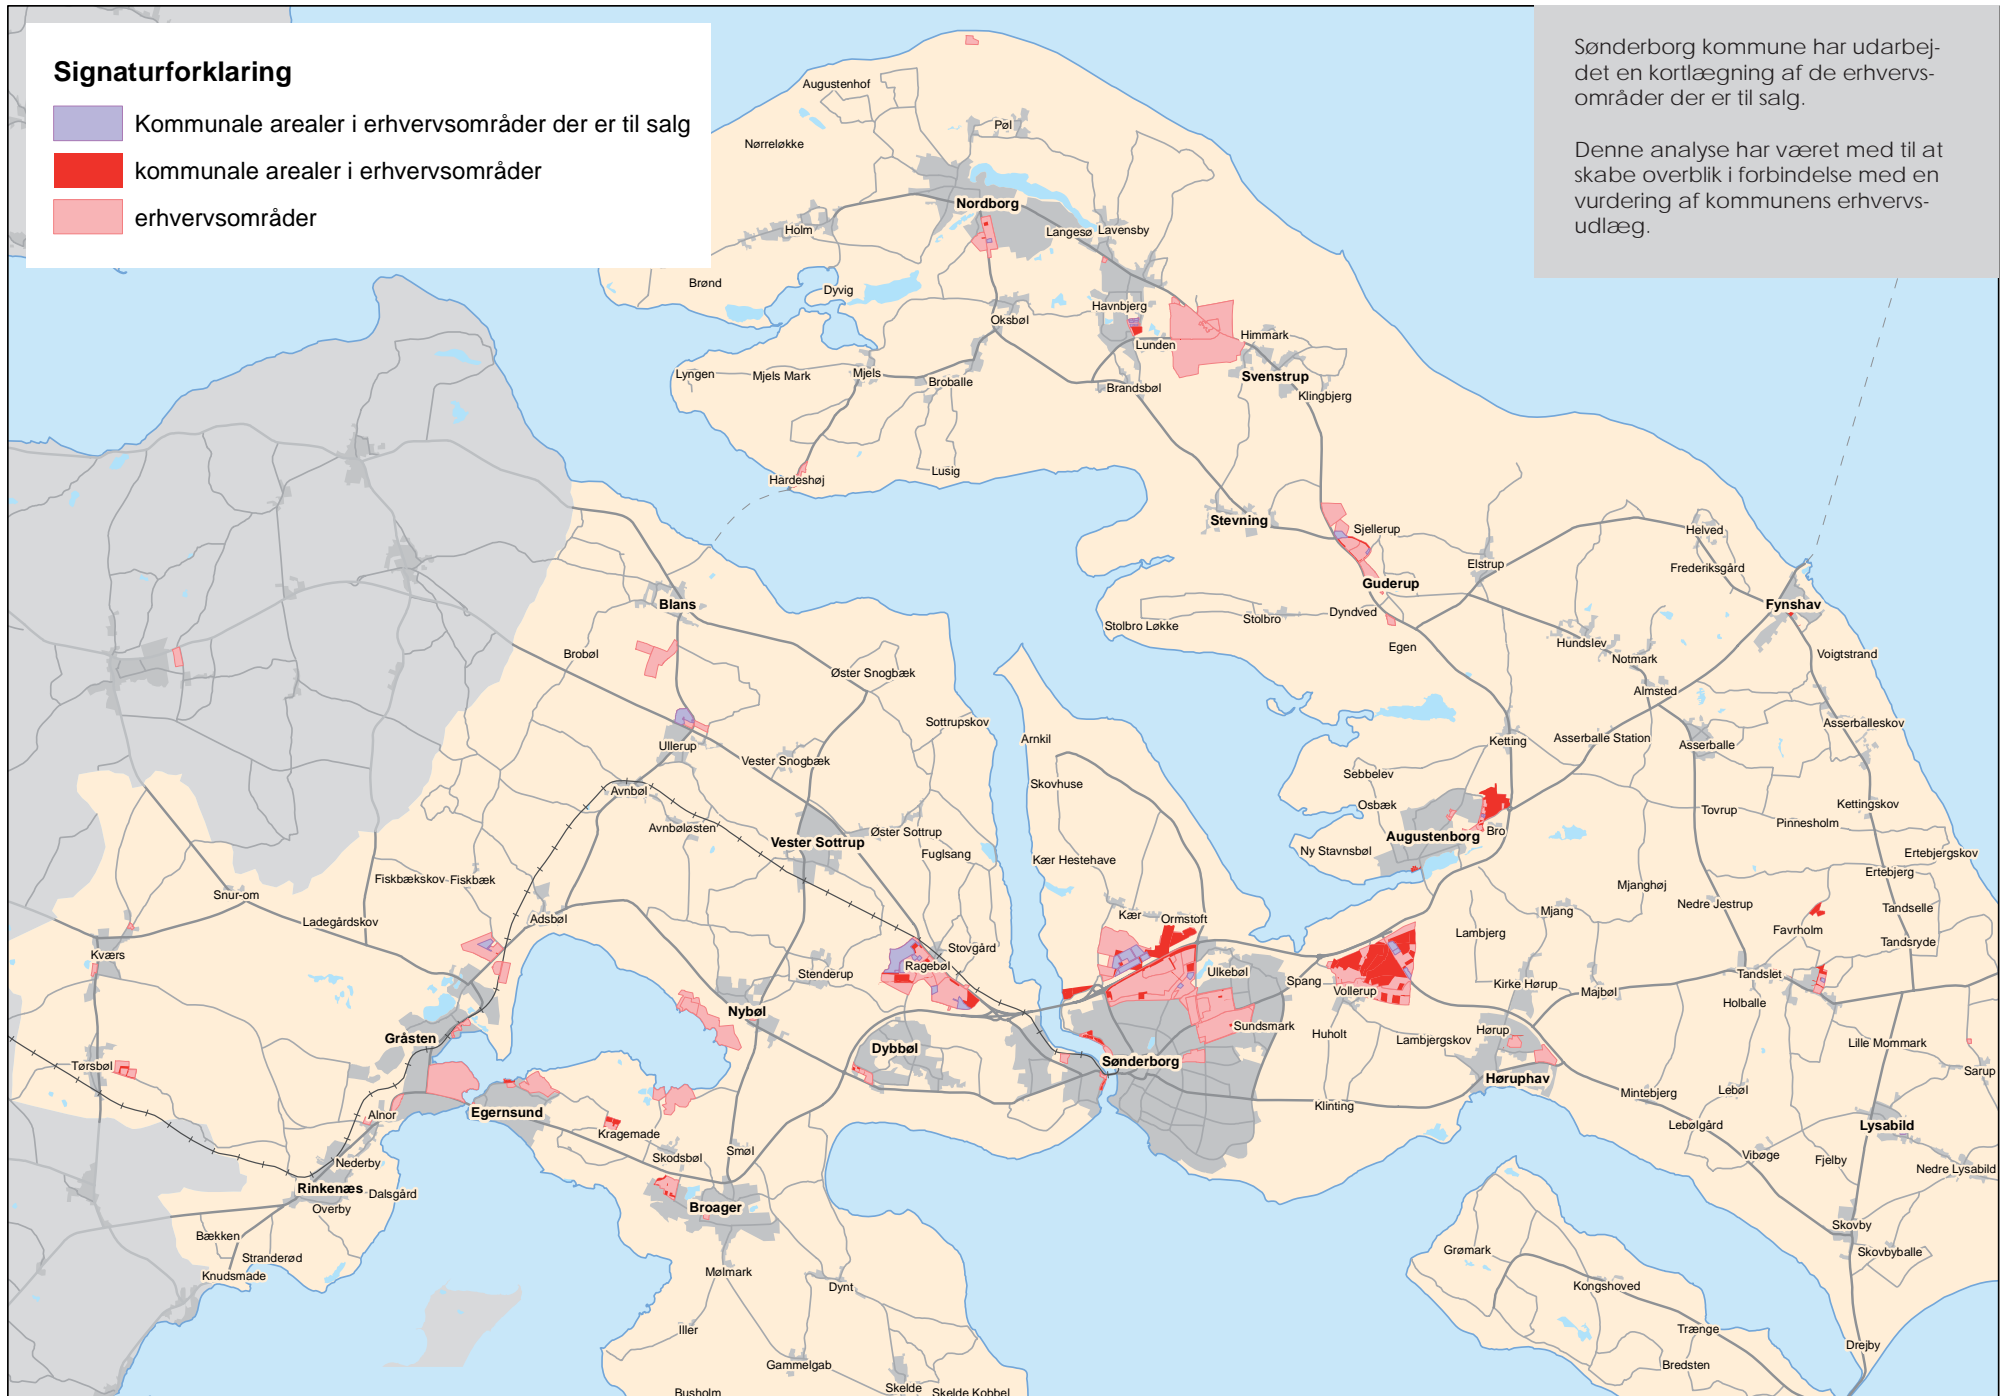 Signaturforklaring
Kommunale arealer i erhvervsområder der er til salg
kommunale arealer i erhvervsområder
erhvervsområder
Sønderborg kommune har udarbej-
det en kortlægning af de erhvervs-
områder der er til salg.
Denne analyse har været med til at
skabe overblik i forbindelse med en
vurdering af kommunens erhvervs-
udlæg.
Augustenhof
Pøl
Nørreløkke
Nordborg
Holm
Langesø
Lavensby
Brønd
Dyvig
Havnbjerg
Oksbøl
Himmark
Lunden
Lyngen
Mjels Mark
Mjels
Broballe
Svenstrup
Brandsbøl
Klingbjerg
Lusig
Hardeshøj
Stevning
Sjellerup
Helved
Elstrup
Frederiksgård
Guderup
Blans
Fynshav
Dyndved
Stolbro
Stolbro Løkke
Hundslev
Egen
Brobøl
Notmark
Voigtstrand
Øster Snogbæk
Almsted
Sottrupskov
Asserballeskov
Arnkil
Asserballe Station
Ullerup
Ketting
Asserballe
Vester Snogbæk
Sebbelev
Skovhuse
Avnbøl
Osbæk
Kettingskov
Tovrup
Pinnesholm
Avnbøløsten
Øster Sottrup
Bro
Augustenborg
Vester Sottrup
Ny Stavnsbøl
Fuglsang
Kær Hestehave
Ertebjergskov
Ertebjerg
Fiskbækskov
Fiskbæk
Mjanghøj
Snur-om
Nedre Jestrup
Tandselle
Ladegårdskov
Adsbøl
Kær
Ormstoft
Mjang
Favrholm
Lambjerg
Tandsryde
Kværs
Stovgård
Ragebøl
Stenderup
Ulkebøl
Spang
Kirke Hørup
Tandslet
Vollerup
Majbøl
Holballe
Nybøl
Sundsmark
Huholt
Hørup
Lambjergskov
Gråsten
Dybbøl
Lille Mommark
Sønderborg
Tørsbøl
Sarup
Høruphav
Mintebjerg
Lebøl
Klinting
Egernsund
Alnor
Lebølgård
Lysabild
Kragemade
Smøl
Skodsbøl
Vibøge
Fjelby
Nederby
Nedre Lysabild
Rinkenæs
Dalsgård
Overby
Broager
Skovby
Bækken
Stranderød
Knudsmade
Grømark
Skovbyballe
Mølmark
Dynt
Kongshoved
Iller
Trænge
Drejby
Gammelgab
Bredsten
Skelde
Skelde Kobbel
Busholm